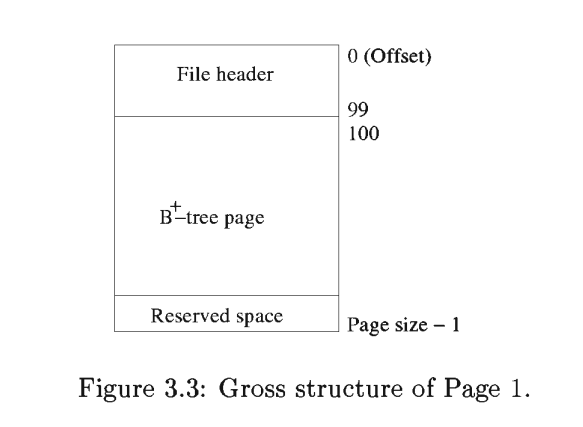 0 (Offset)
File header
99
100
B+-tree page
Reserved space
Page size − 1
Figure 3.3: Gross structure of Page 1.